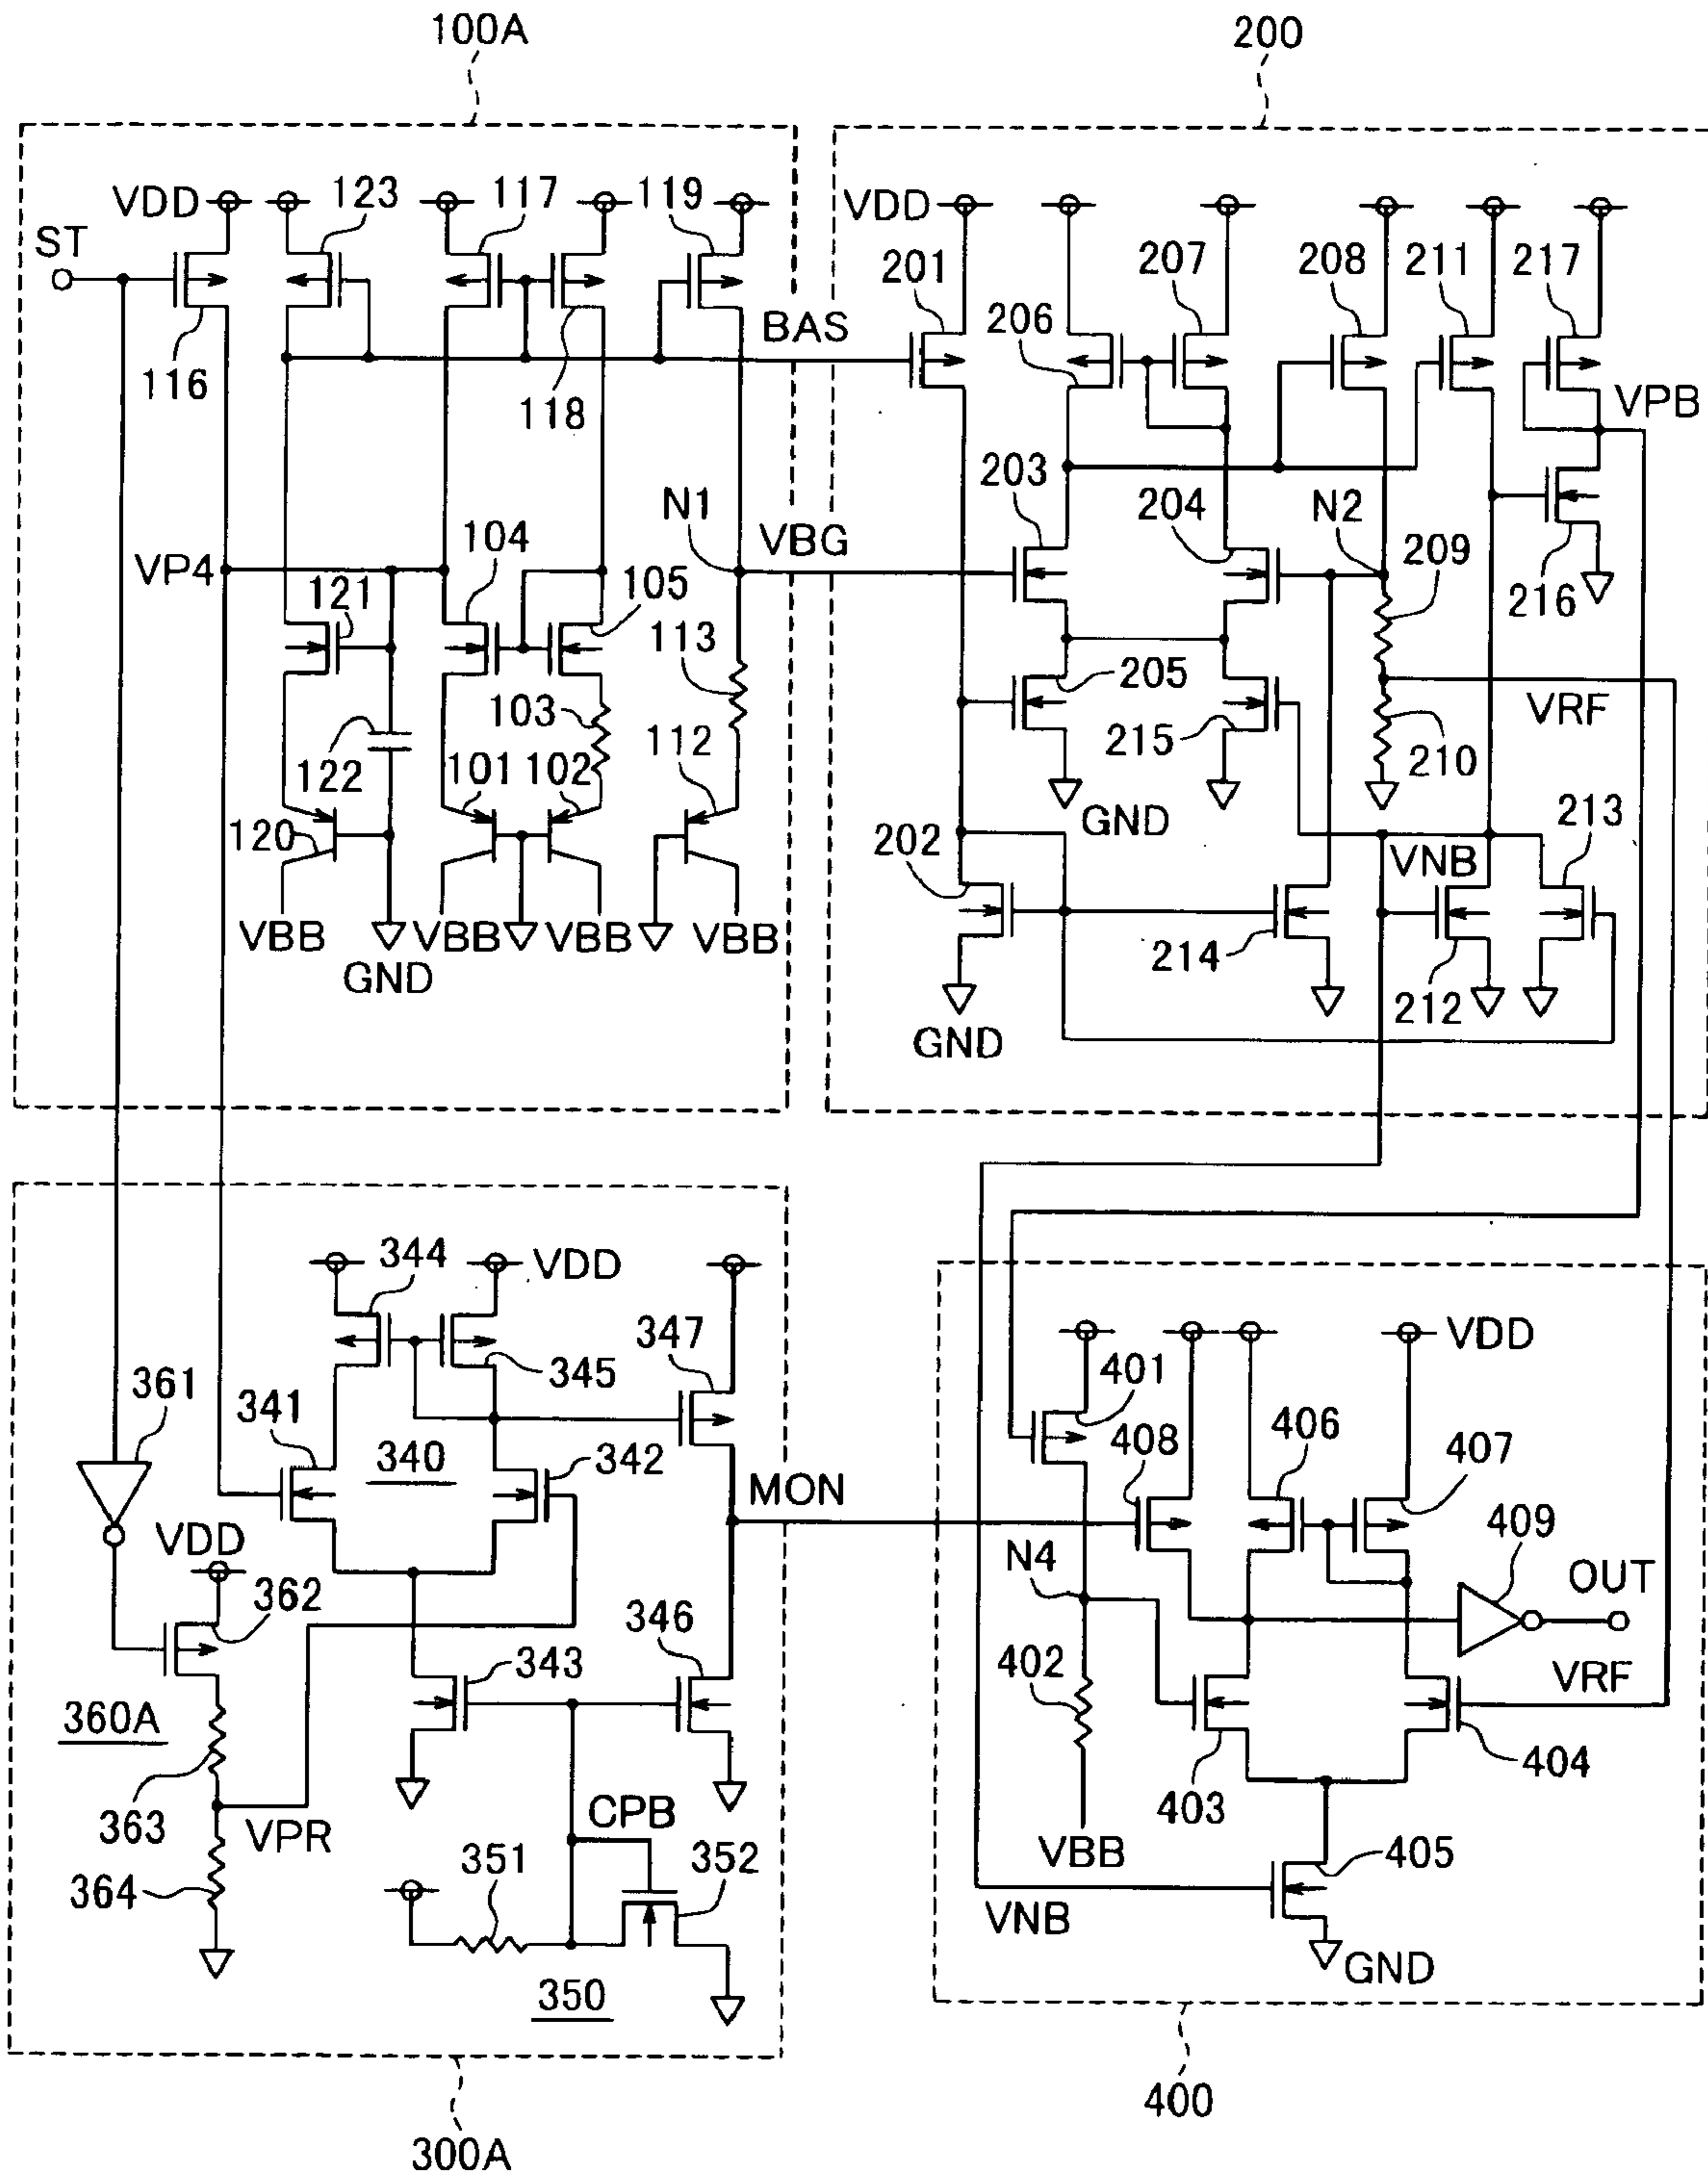 100A
200
VDD
123
117
119
VDD
ST
201
207
208
211
217
206
BAS
116
118
VPB
203
N1
204
N2
104
VBG
VP4
209
105
121
216
113
205
103
VRF
112
215
122
101
102
210
GND
213
120
202
VNB
VBB
VBB
VBB
VBB
214
GND
212
GND
344
VDD
347
VDD
345
361
401
341
406
408
407
340
342
MON
409
VDD
N4
OUT
362
346
343
402
VRF
360A
404
363
CPB
403
VPR
VBB
351
352
405
364
VNB
GND
350
400
300A